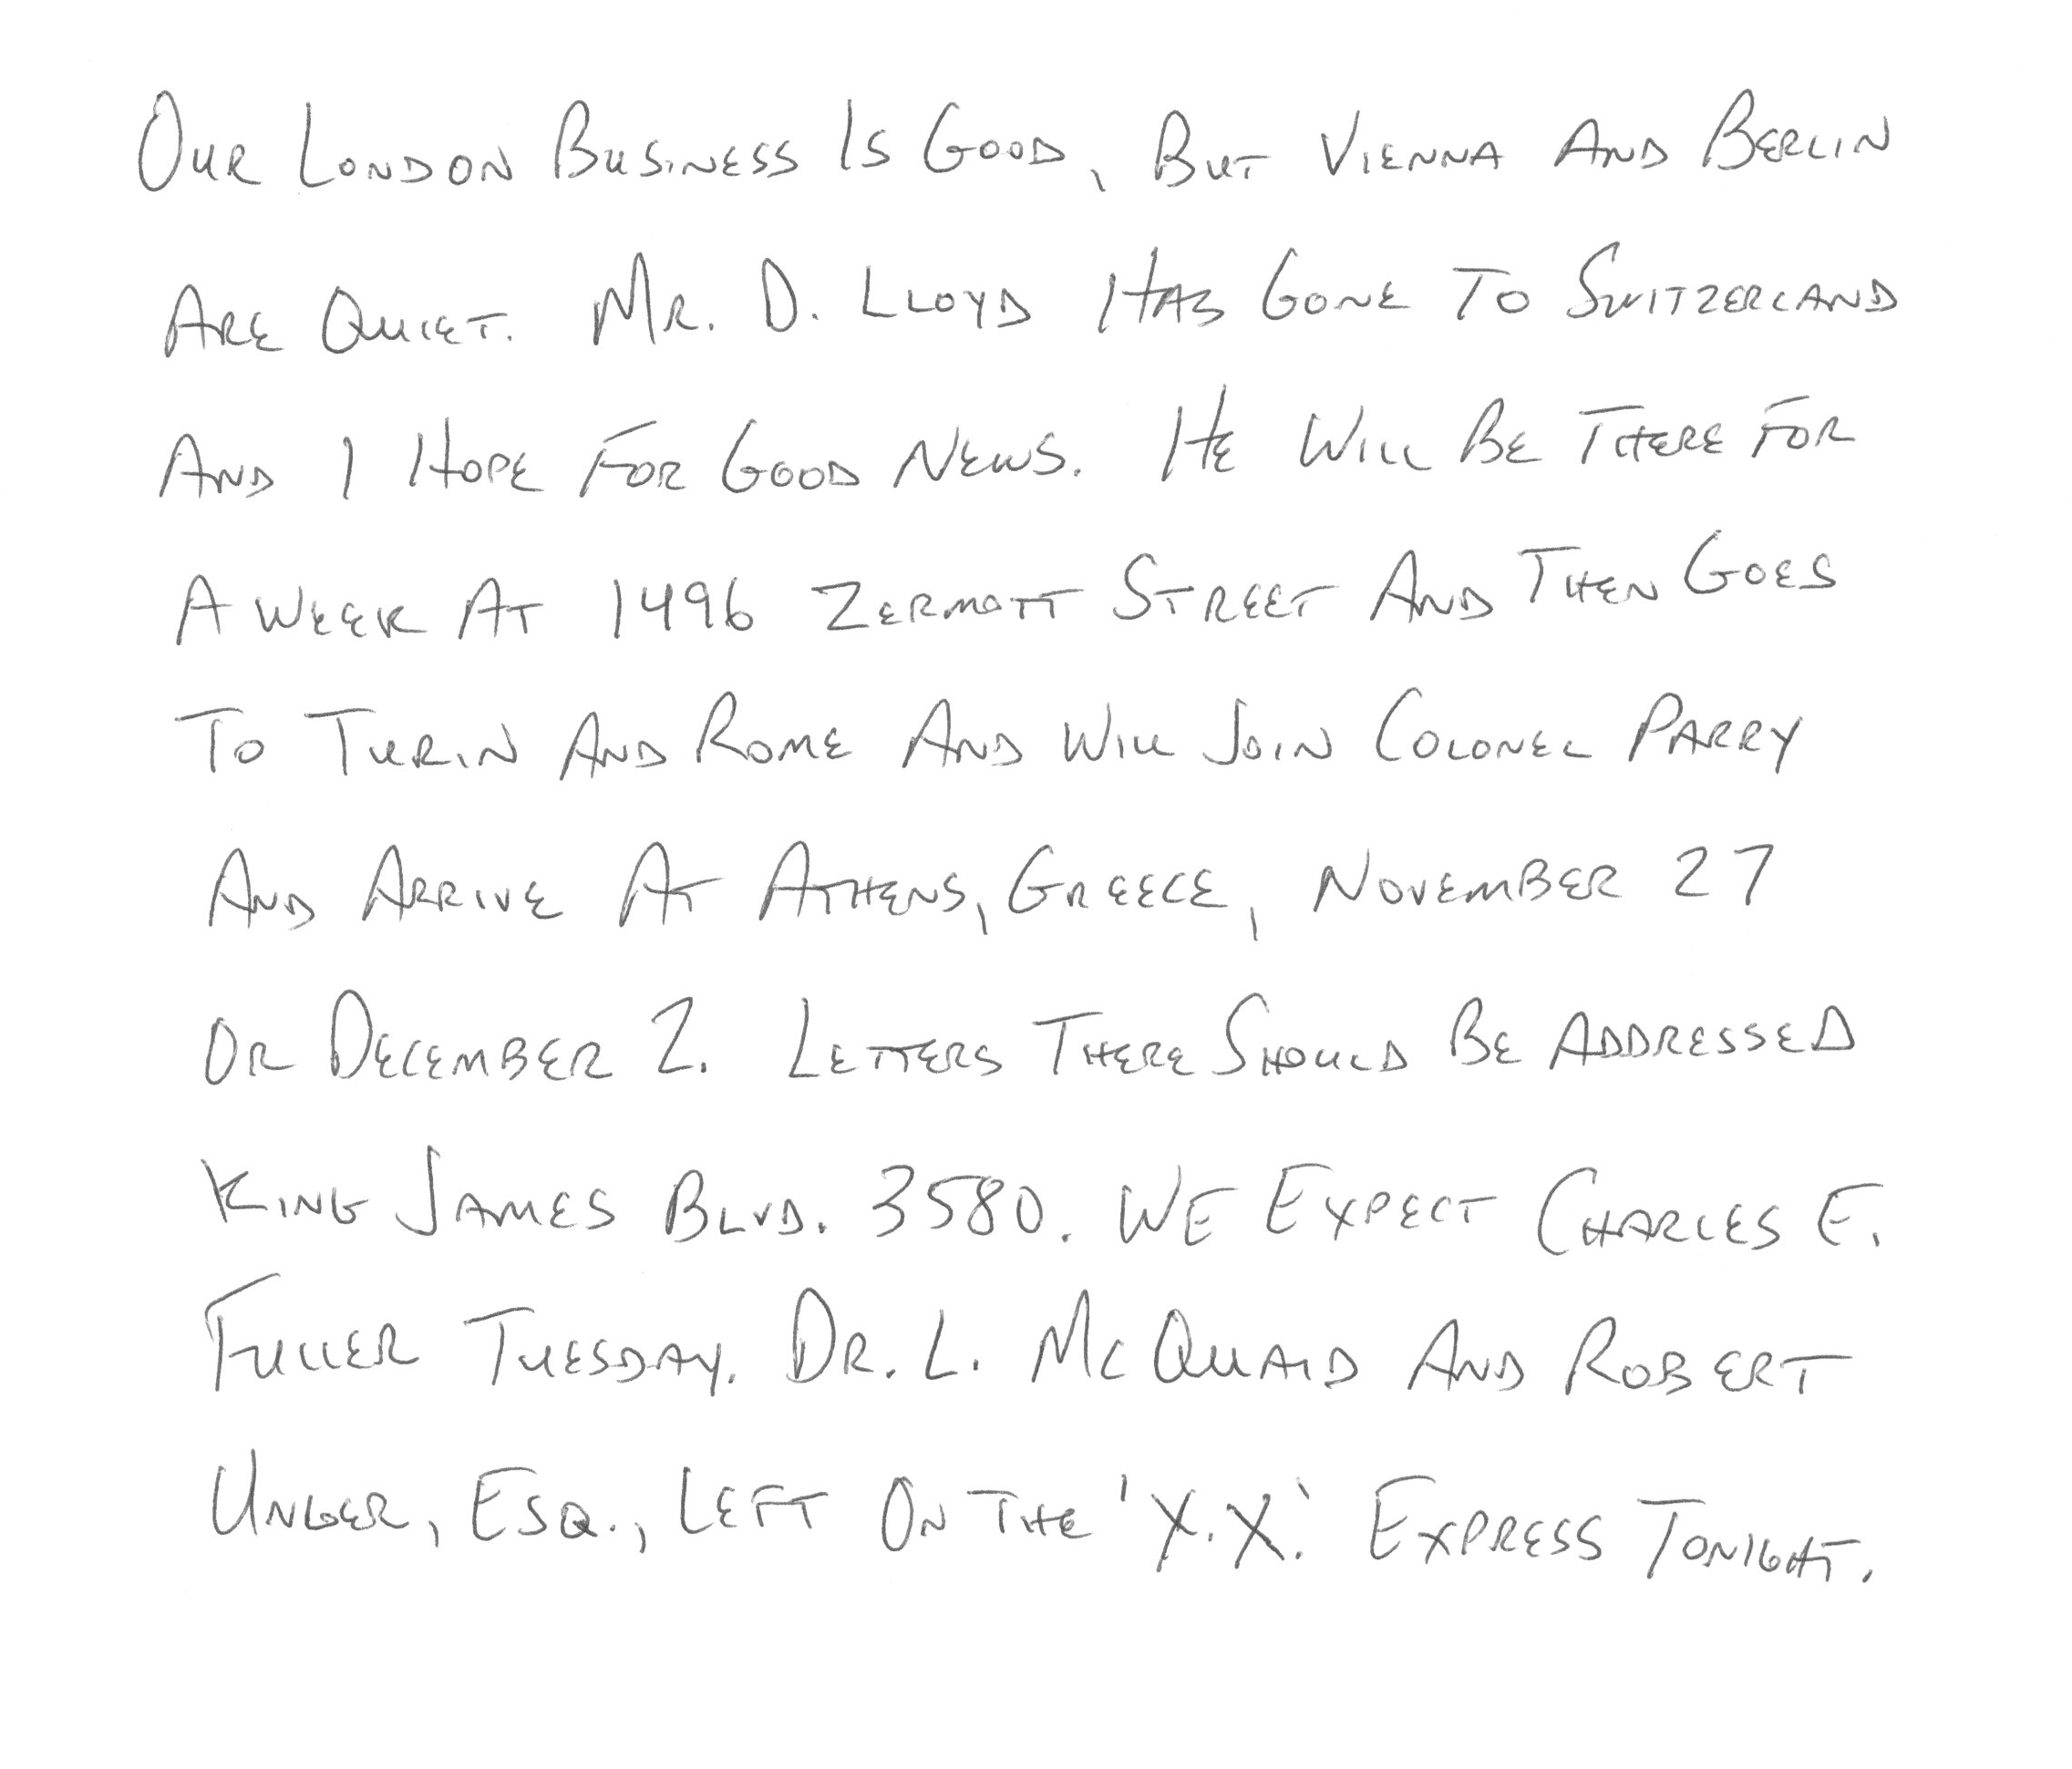 Our London Business Is Good, But Vienna And Berlin
Are Quiet. Mr. D. Lloyd Has Gone To Switzerland
And I Hope For Good News. He Will Be There For
A Week At 1496 Zermott Street And Then Goes
To Turin And Rome And Will Join Colonel Parry
And Arrive At Athens, Greece, November 27
Or December 2. Letters There Should Be Addressed
King James Blvd. 3580. We Expect Charles E.
Fuller Tuesday. Dr. L. McQuaid And Robert
Unger, Esq., Left On The 'X.X.' Express Tonight.